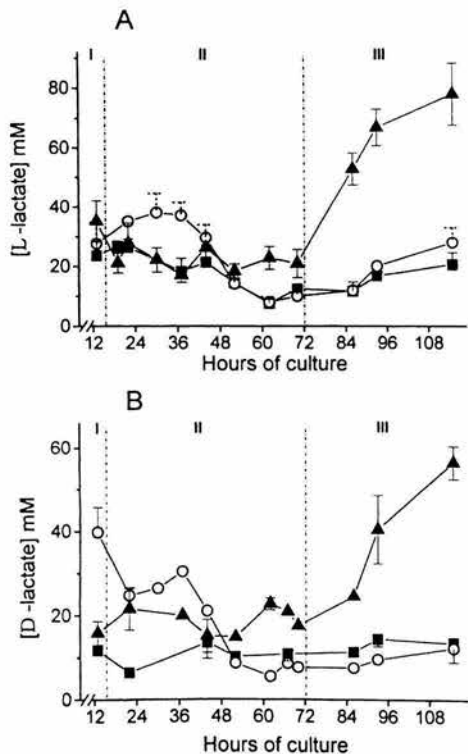 A
I II III
[L-lactate] mM
80
60
40
20
0
12 24 36 48 60 72 84 96 108
Hours of culture
B
I II III
[D-lactate] mM
60
40
20
0
12 24 36 48 60 72 84 96 108
Hours of culture